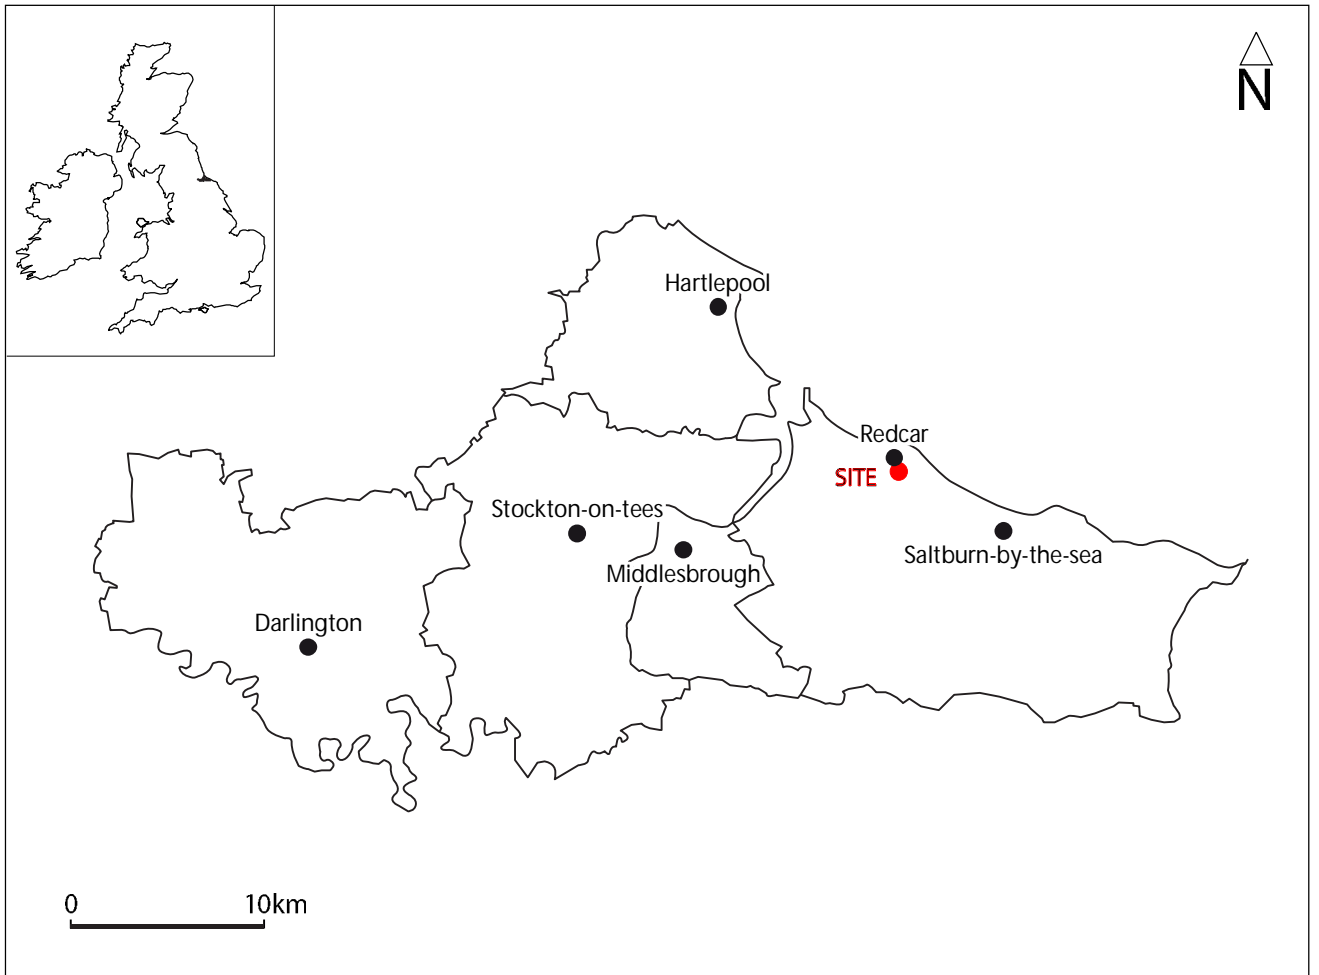 N
Hartlepool
Redcar
SITE
Stockton-on-tees
Saltburn-by-the-sea
Middlesbrough
Darlington
0 10km